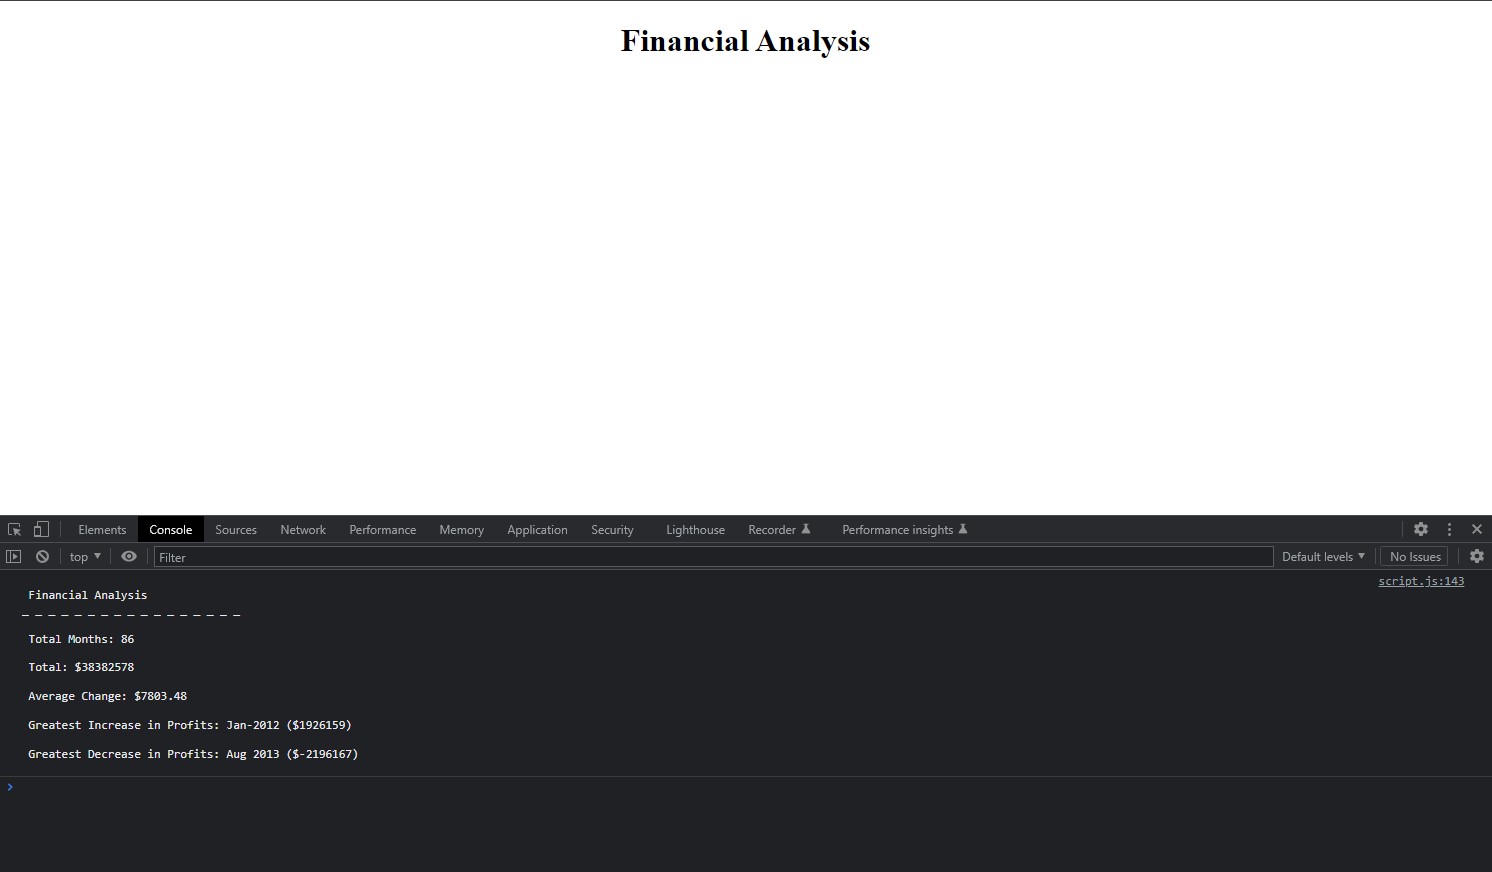 Financial Analysis
Elements Console Sources Network Performance Memory Application Security Lighthouse Recorder Performance insights
top Filter Default levels No Issues
script.js:143
Financial Analysis
_ _ _ _ _ _ _ _ _ _ _ _ _ _ _ _ _
Total Months: 86
Total: $38382578
Average Change: $7803.48
Greatest Increase in Profits: Jan-2012 ($1926159)
Greatest Decrease in Profits: Aug 2013 ($-2196167)